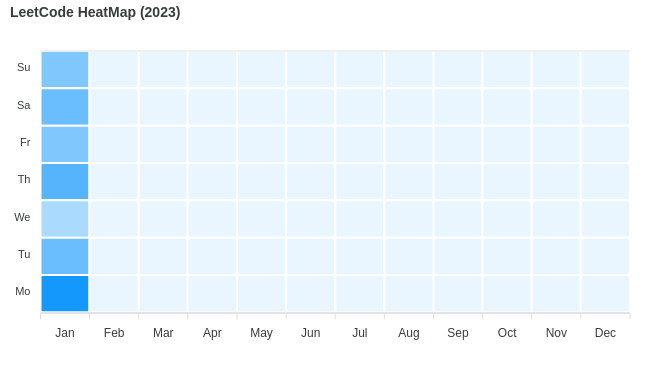 LeetCode HeatMap (2023)
Su
Sa
Fr
Th
We
Tu
Mo
Jan Feb Mar Apr May Jun Jul Aug Sep Oct Nov Dec